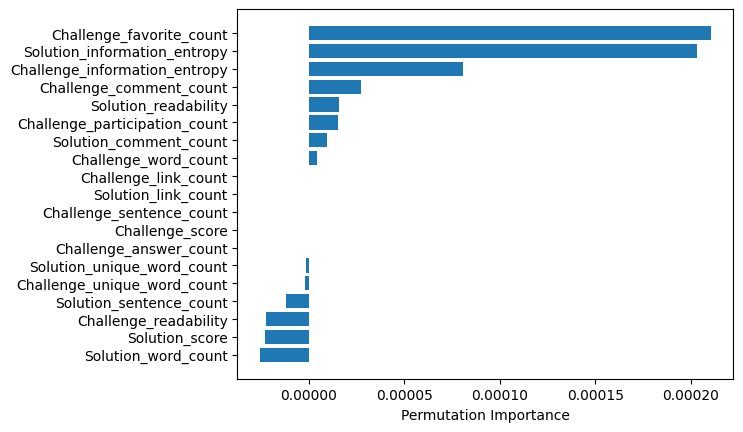 Challenge_favorite_count
Solution_information_entropy
Challenge_information_entropy
Challenge_comment_count
Solution_readability
Challenge_participation_count
Solution_comment_count
Challenge_word_count
Challenge_link_count
Solution_link_count
Challenge_sentence_count
Challenge_score
Challenge_answer_count
Solution_unique_word_count
Challenge_unique_word_count
Solution_sentence_count
Challenge_readability
Solution_score
Solution_word_count
0.00000 0.00005 0.00010 0.00015 0.00020
Permutation Importance